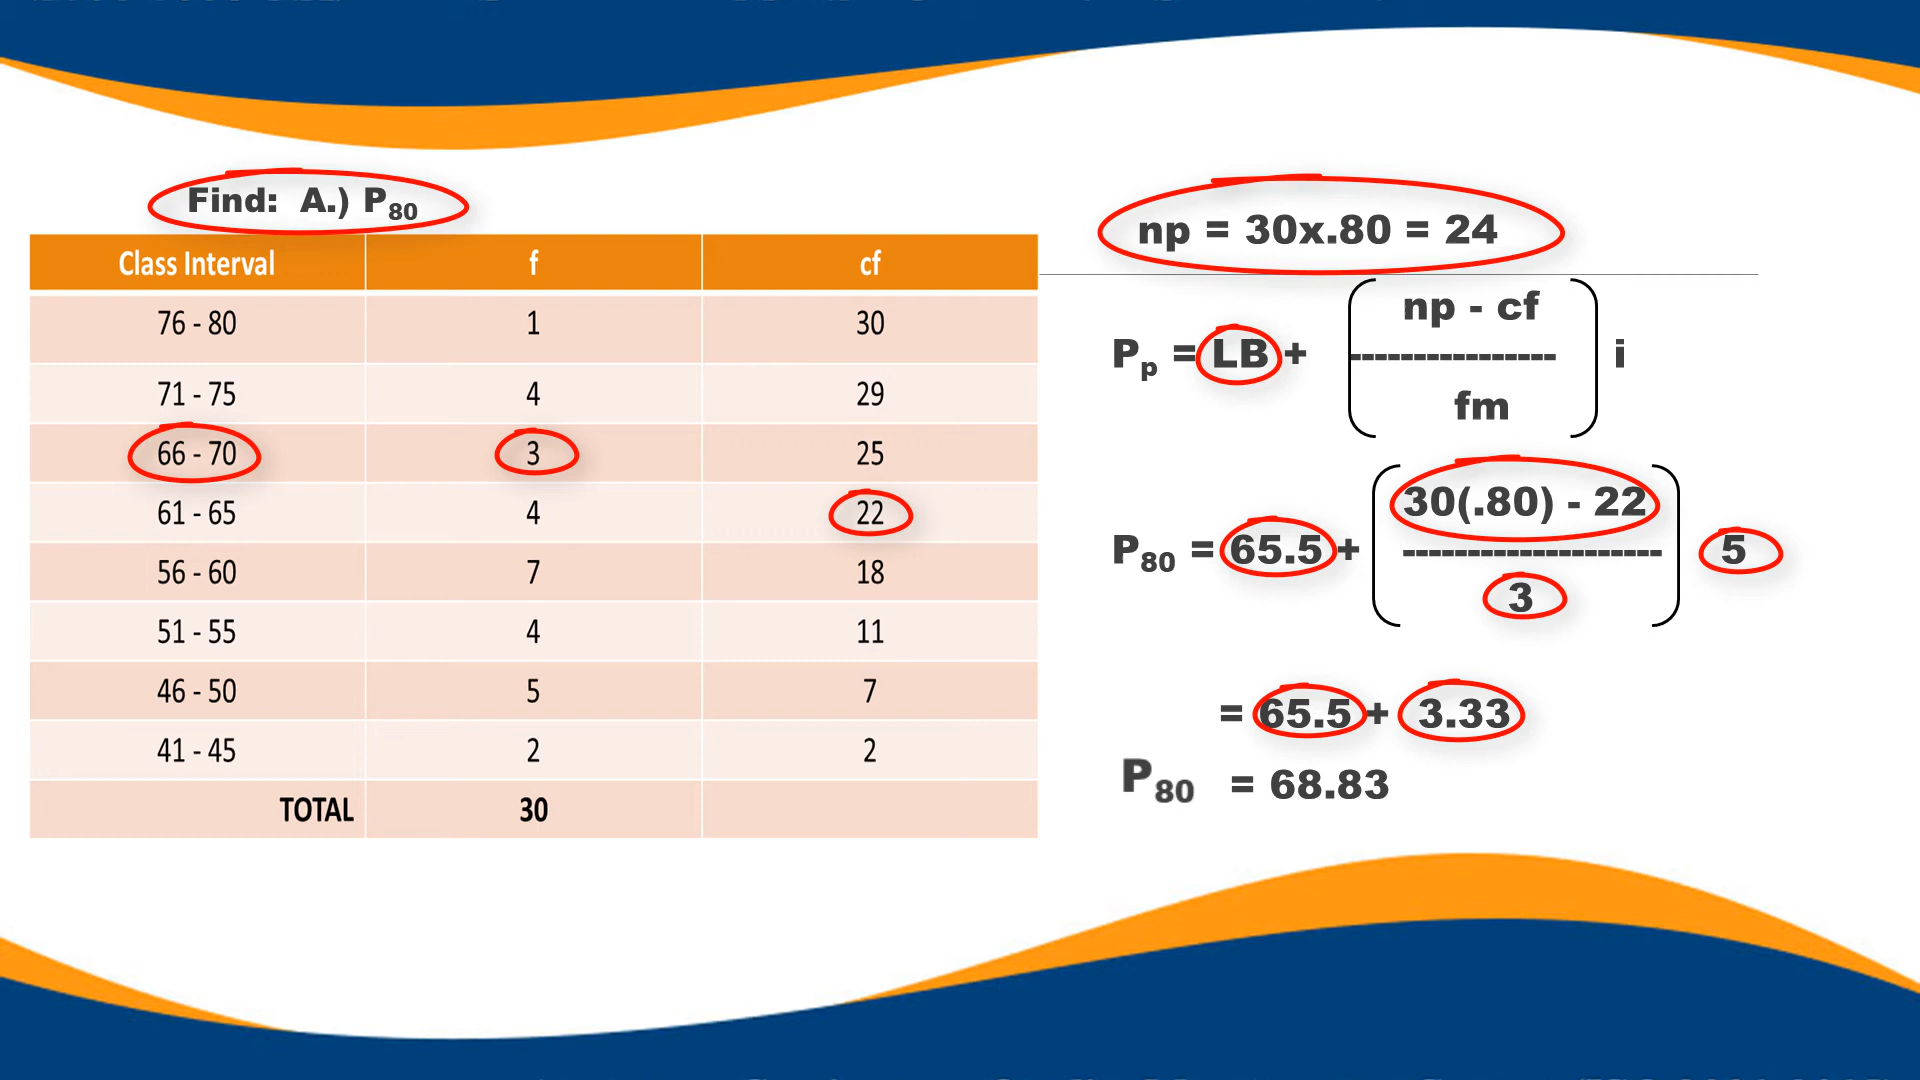 Find:  A.) P80
Class Interval f cf
76 - 80 1 30
71 - 75 4 29
66 - 70 3 25
61 - 65 4 22
56 - 60 7 18
51 - 55 4 11
46 - 50 5 7
41 - 45 2 2
TOTAL 30
np = 30x.80 = 24
np - cf
Pp = LB + ---------------- i
fm
30(.80) - 22
P80 = 65.5 + -------------------- 5
3
= 65.5 + 3.33
P80 = 68.83